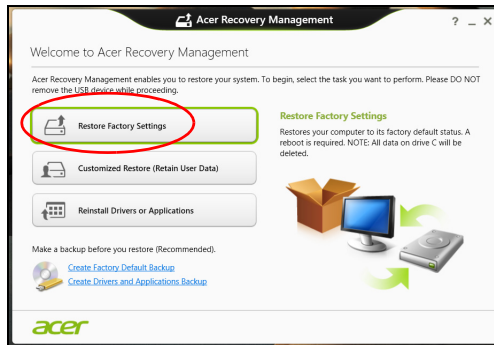 Acer Recovery Management
? _ X
Welcome to Acer Recovery Management
Acer Recovery Management enables you to restore your system. To begin, select the task you want to perform. Please DO NOT
remove the USB device while proceeding.
Restore Factory Settings
Customized Restore (Retain User Data)
Reinstall Drivers or Applications
Restore Factory Settings
Restores your computer to its factory default status. A
reboot is required. NOTE: All data on drive C will be
deleted.
Make a backup before you restore (Recommended).
Create Factory Default Backup
Create Drivers and Applications Backup
acer